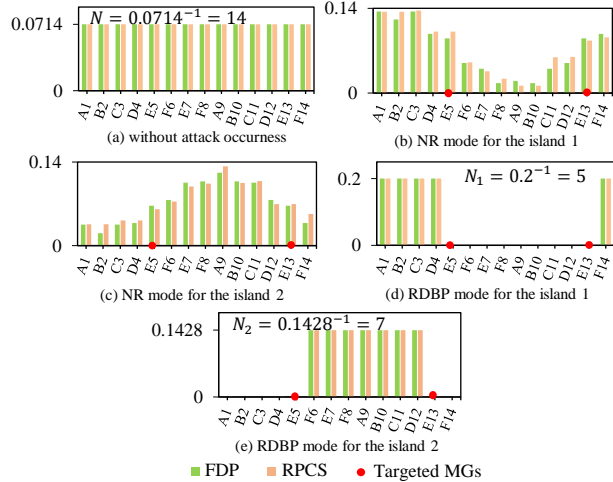 0.0714
N = 0.0714⁻¹ = 14
0
A1 B2 C3 D4 E5 F6 E7 F8 A9 B10 C11 D12 E13 F14
(a) without attack occurness
0.14
0
A1 B2 C3 D4 E5 F6 E7 F8 A9 B10 C11 D12 E13 F14
(b) NR mode for the island 1
0.14
0
A1 B2 C3 D4 E5 F6 E7 F8 A9 B10 C11 D12 E13 F14
(c) NR mode for the island 2
N₁ = 0.2⁻¹ = 5
0.2
0
A1 B2 C3 D4 E5 F6 E7 F8 A9 B10 C11 D12 E13 F14
(d) RDBP mode for the island 1
N₂ = 0.1428⁻¹ = 7
0.1428
0
A1 B2 C3 D4 E5 F6 E7 F8 A9 B10 C11 D12 E13 F14
(e) RDBP mode for the island 2
FDP RPCS Targeted MGs